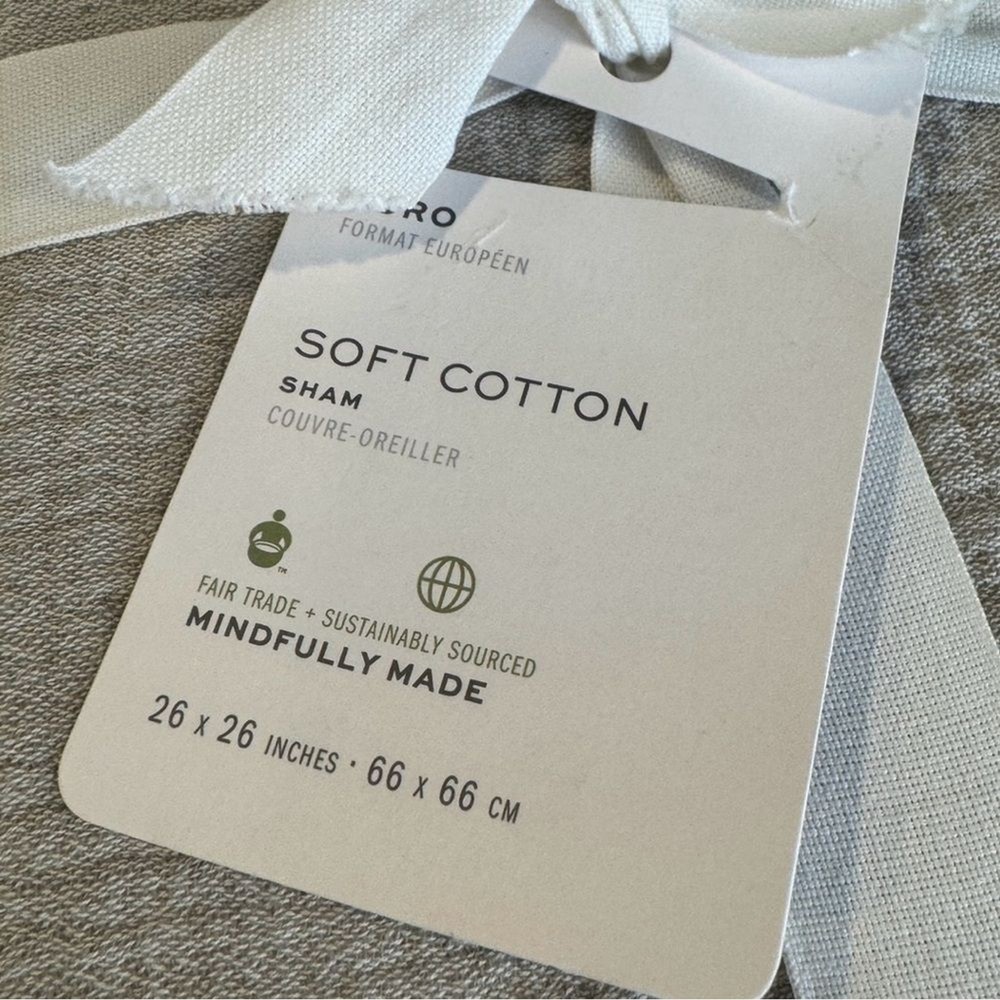 FORMAT EUROPÉEN
SOFT COTTON
SHAM
COUVRE-OREILLER
TM
FAIR TRADE + SUSTAINABLY SOURCED
MINDFULLY MADE
26 x 26 INCHES · 66 x 66 CM